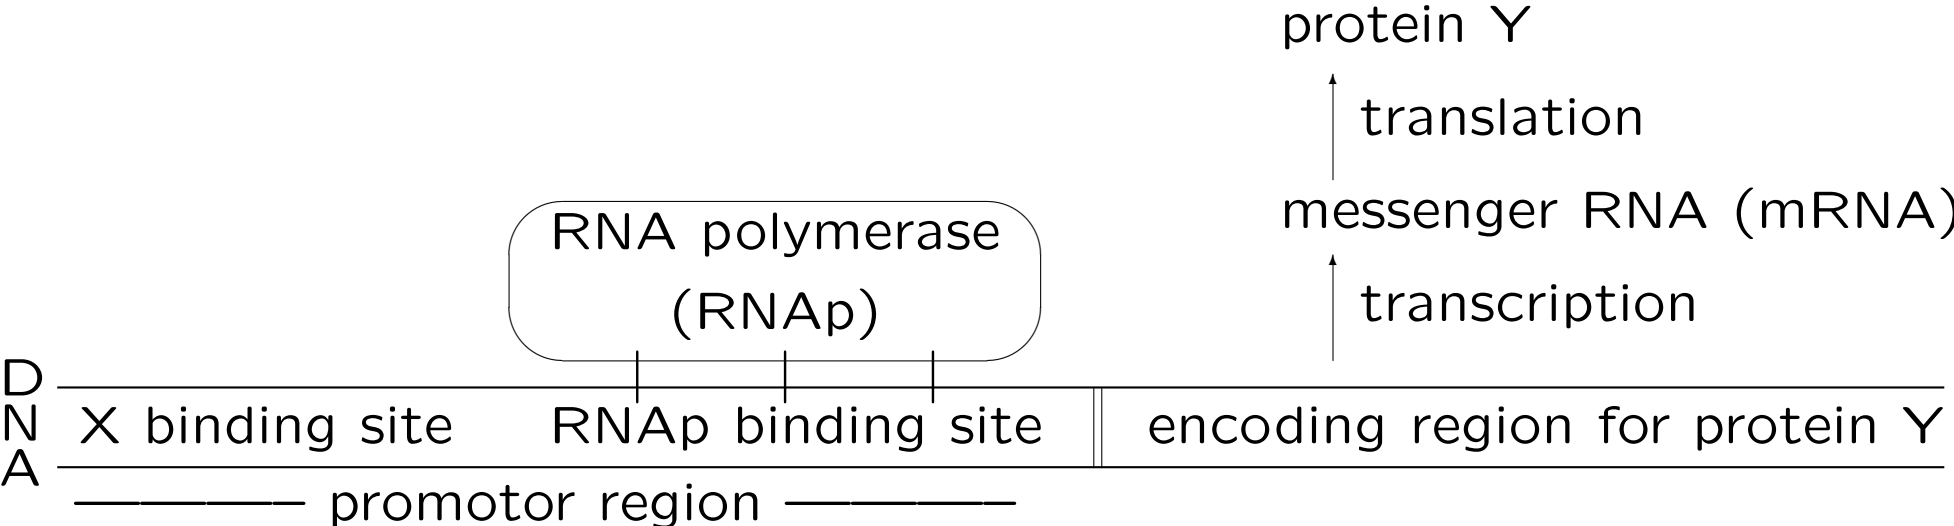 protein Y
translation
messenger RNA (mRNA)
transcription
RNA polymerase
(RNAp)
DNA
X binding site
RNAp binding site
encoding region for protein Y
promotor region